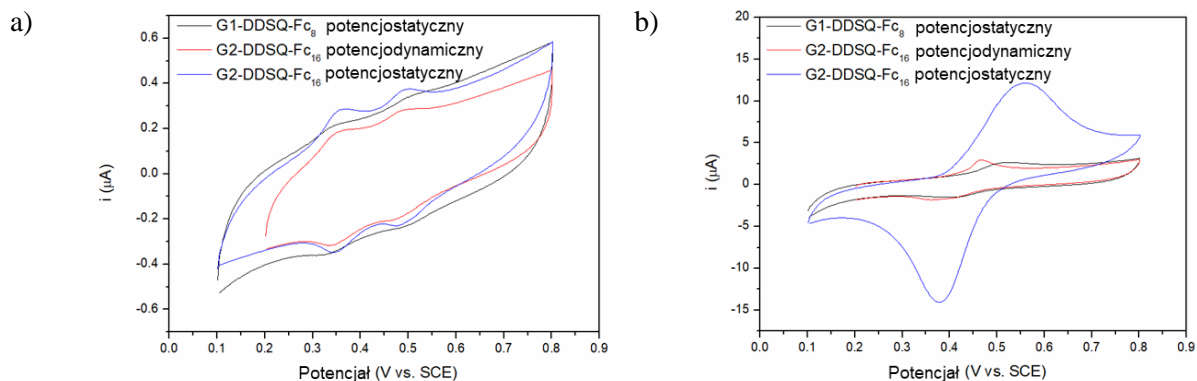 a)
G1-DDSQ-Fc₈ potencjostatyczny
G2-DDSQ-Fc₁₆ potencjodynamiczny
G2-DDSQ-Fc₁₆ potencjostatyczny
0.6
0.4
0.2
0.0
-0.2
-0.4
-0.6
i (µA)
0.0 0.1 0.2 0.3 0.4 0.5 0.6 0.7 0.8 0.9
Potencjał (V vs. SCE)
b)
G1-DDSQ-Fc₈ potencjostatyczny
G2-DDSQ-Fc₁₆ potencjodynamiczny
G2-DDSQ-Fc₁₆ potencjostatyczny
20
15
10
5
0
-5
-10
-15
i (µA)
0.0 0.1 0.2 0.3 0.4 0.5 0.6 0.7 0.8 0.9
Potencjał (V vs. SCE)